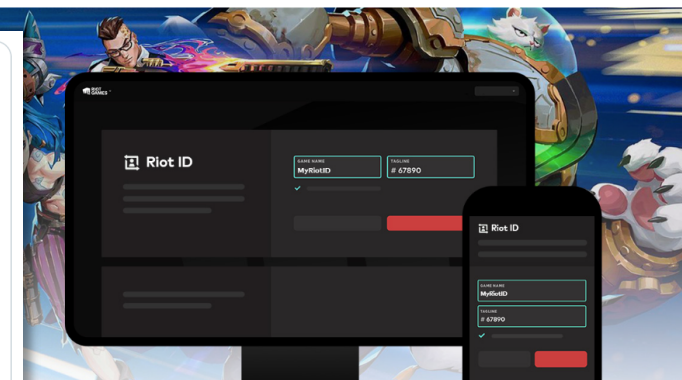 RIOT
GAMES
Riot ID
GAME NAME
MyRiotID
TAGLINE
# 67890
Riot ID
GAME NAME
MyRiotID
TAGLINE
# 67890